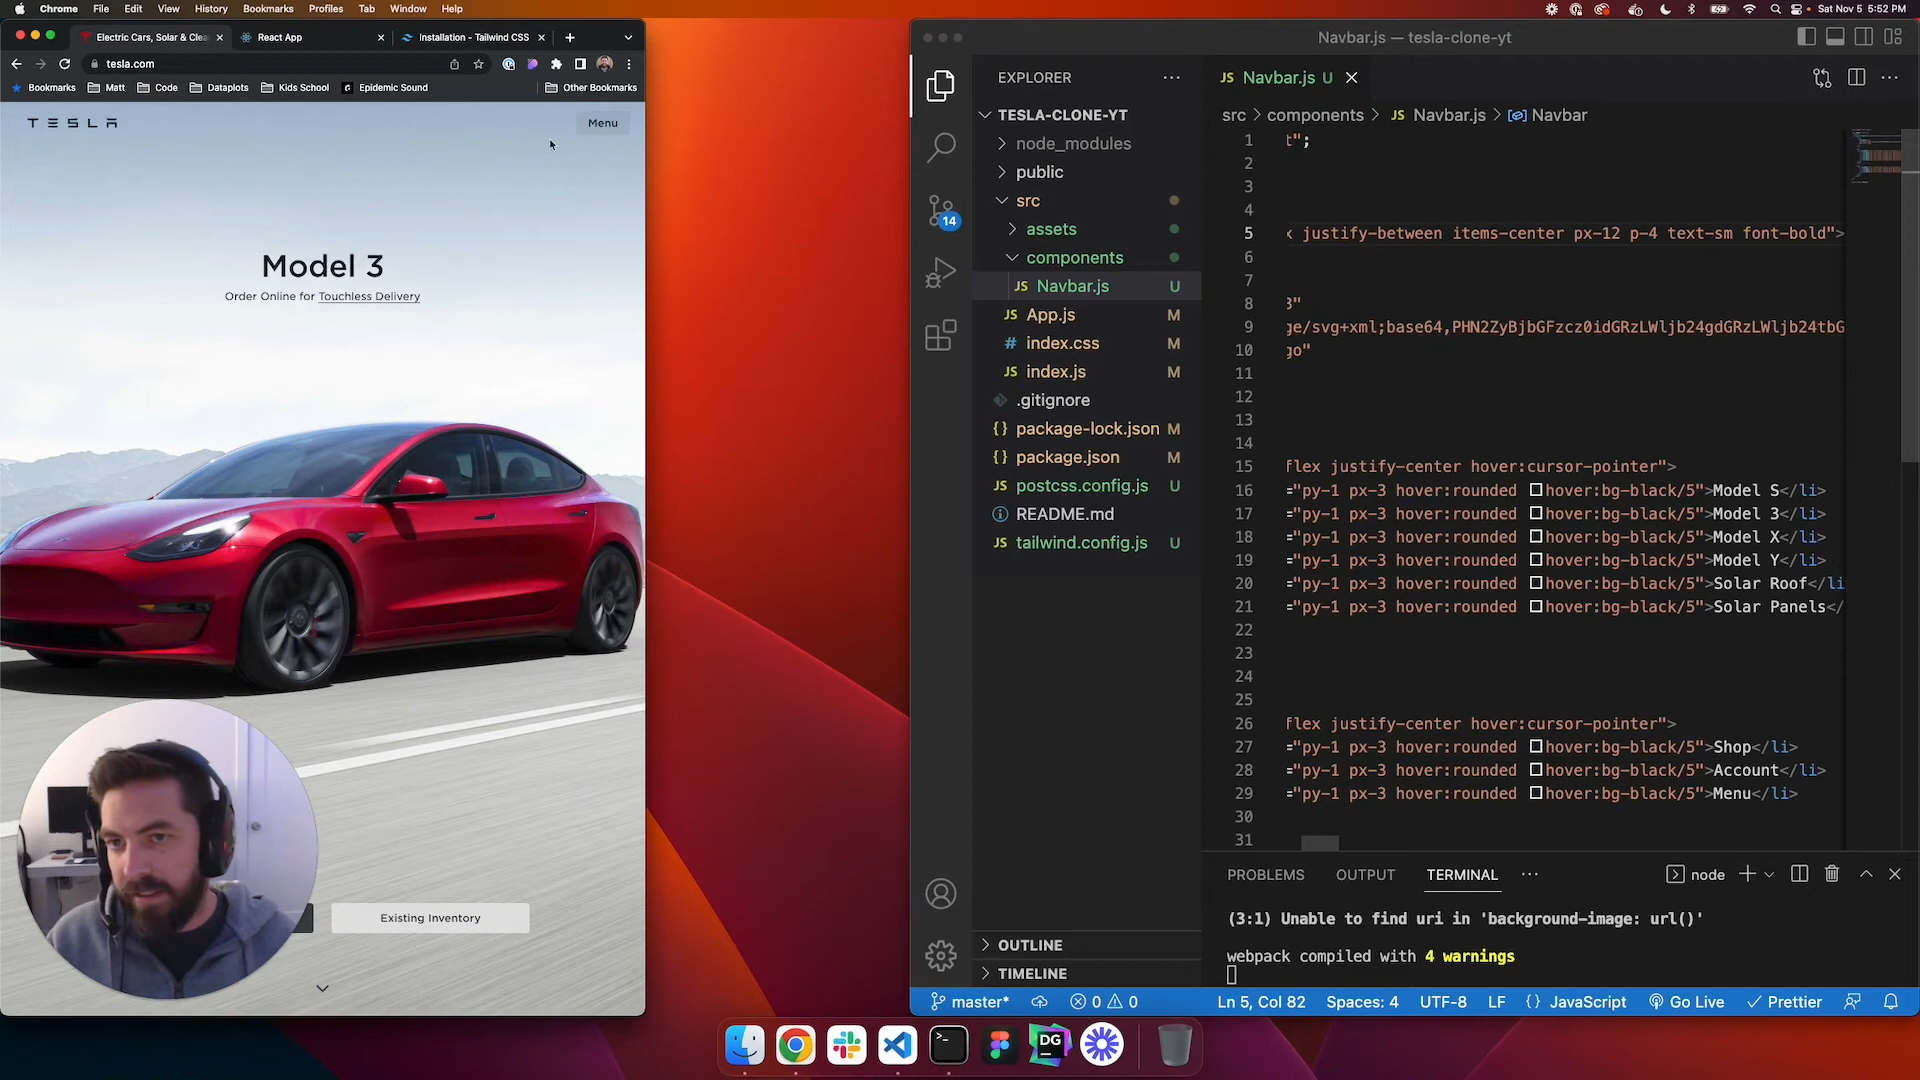 Chrome File Edit View History Bookmarks Profiles Tab Window Help
Sat Nov 5 5:52 PM
Electric Cars, Solar & Clea
React App
Installation - Tailwind CSS
tesla.com
Bookmarks Matt Code Dataplots Kids School Epidemic Sound Other Bookmarks
TESLA
Menu
Model 3
Order Online for Touchless Delivery
Existing Inventory
Navbar.js — tesla-clone-yt
EXPLORER
TESLA-CLONE-YT
node_modules
public
src
assets
components
JS Navbar.js U
JS App.js M
# index.css M
JS index.js M
.gitignore
{} package-lock.json M
{} package.json M
JS postcss.config.js U
README.md
JS tailwind.config.js U
OUTLINE
TIMELINE
14
JS Navbar.js U
src > components > JS Navbar.js > Navbar
1 t";
2
3
4
5 x justify-between items-center px-12 p-4 text-sm font-bold">
6
7
8 3"
9 ge/svg+xml;base64,PHN2ZyBjbGFzcz0idGRzLWljb24gdGRzLWljb24tbG
10 go"
11
12
13
14
15 flex justify-center hover:cursor-pointer">
16 ="py-1 px-3 hover:rounded hover:bg-black/5">Model S</li>
17 ="py-1 px-3 hover:rounded hover:bg-black/5">Model 3</li>
18 ="py-1 px-3 hover:rounded hover:bg-black/5">Model X</li>
19 ="py-1 px-3 hover:rounded hover:bg-black/5">Model Y</li>
20 ="py-1 px-3 hover:rounded hover:bg-black/5">Solar Roof</li
21 ="py-1 px-3 hover:rounded hover:bg-black/5">Solar Panels</
22
23
24
25
26 flex justify-center hover:cursor-pointer">
27 ="py-1 px-3 hover:rounded hover:bg-black/5">Shop</li>
28 ="py-1 px-3 hover:rounded hover:bg-black/5">Account</li>
29 ="py-1 px-3 hover:rounded hover:bg-black/5">Menu</li>
30
31
PROBLEMS OUTPUT TERMINAL node
(3:1) Unable to find uri in 'background-image: url()'
webpack compiled with 4 warnings
master* 0 0 Ln 5, Col 82 Spaces: 4 UTF-8 LF {} JavaScript Go Live Prettier
DG